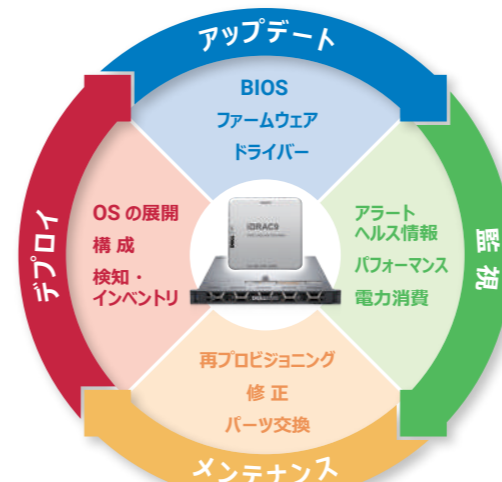 アップデート
BIOS
ファームウェア
ドライバー
デプロイ
OS の展開
構 成
検知・
インベントリ
iDRAC9
DELL
アラート
ヘルス情報
パフォーマンス
電力消費
監 視
再プロビジョニング
修 正
パーツ交換
メンテナンス